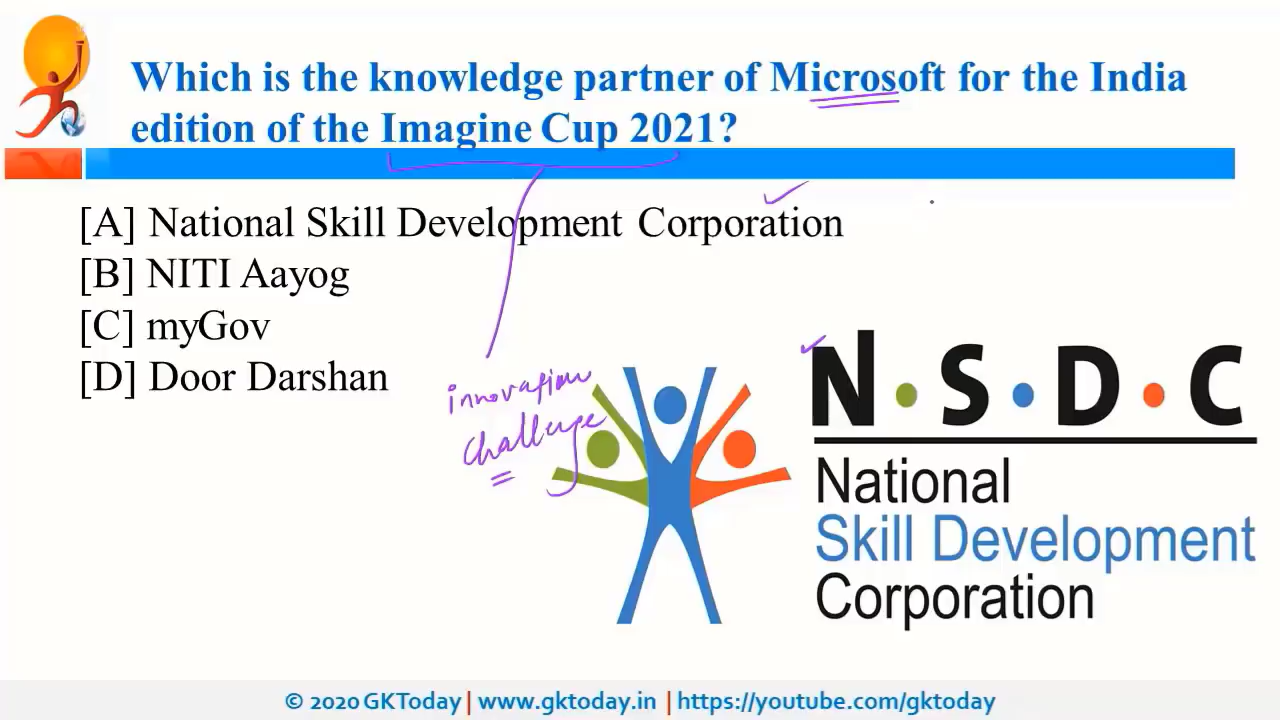 Which is the knowledge partner of Microsoft for the India
edition of the Imagine Cup 2021?
[A] National Skill Development Corporation
[B] NITI Aayog
[C] myGov
[D] Door Darshan
innovation
challenge
N•S•D•C
National
Skill Development
Corporation
© 2020 GKToday | www.gktoday.in | https://youtube.com/gktoday